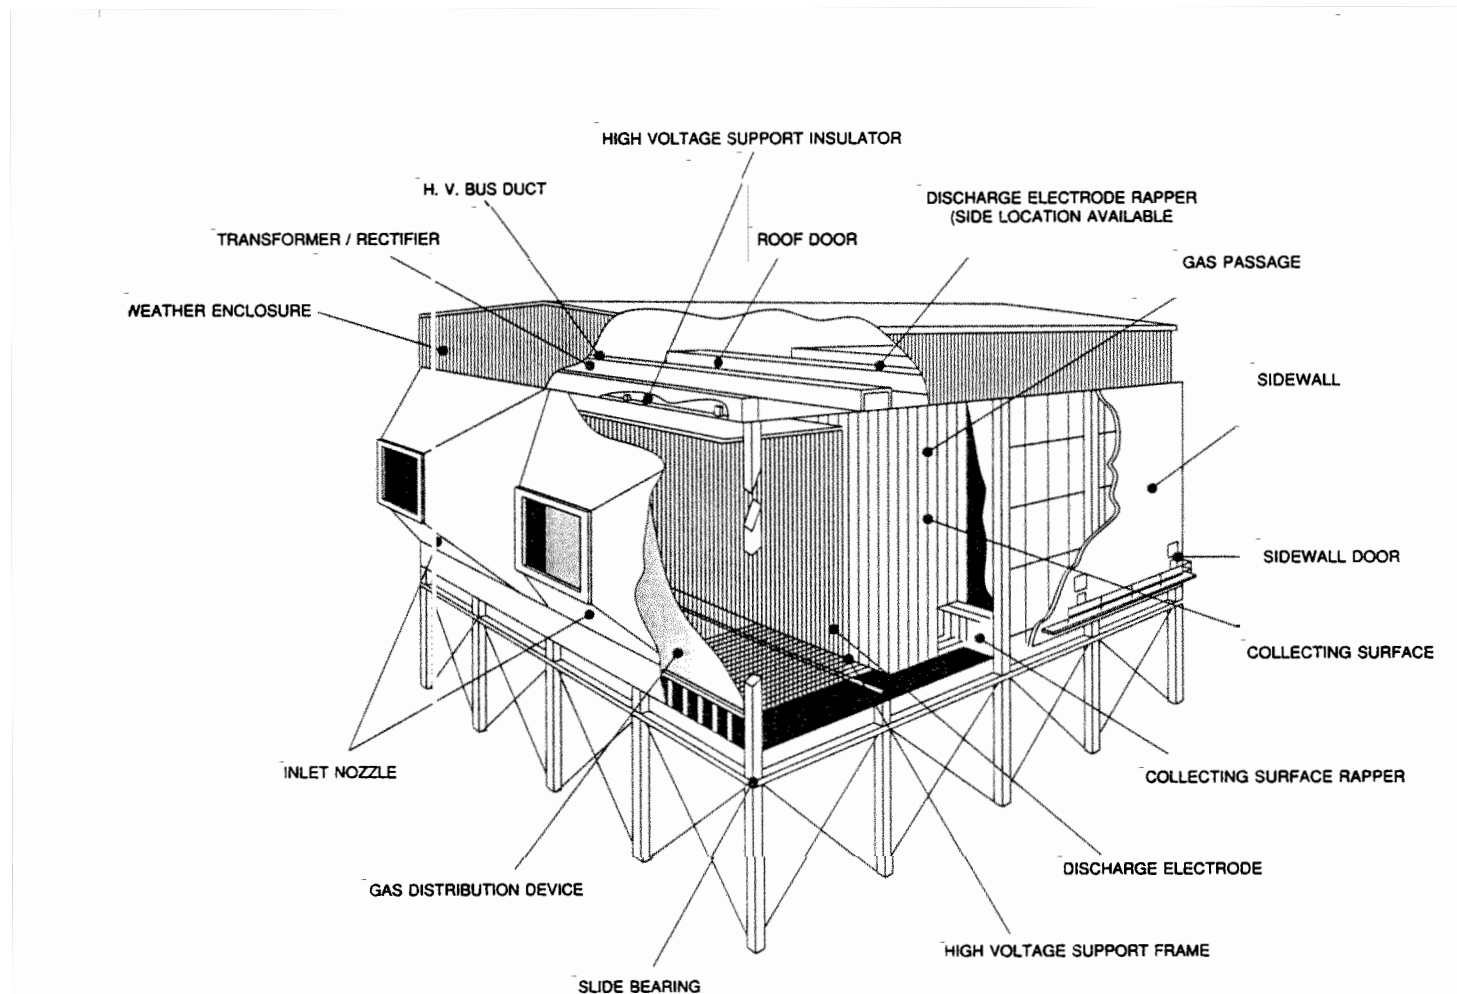 HIGH VOLTAGE SUPPORT INSULATOR
H. V. BUS DUCT
DISCHARGE ELECTRODE RAPPER
(SIDE LOCATION AVAILABLE
TRANSFORMER / RECTIFIER
ROOF DOOR
GAS PASSAGE
WEATHER ENCLOSURE
SIDEWALL
SIDEWALL DOOR
COLLECTING SURFACE
INLET NOZZLE
COLLECTING SURFACE RAPPER
DISCHARGE ELECTRODE
GAS DISTRIBUTION DEVICE
HIGH VOLTAGE SUPPORT FRAME
SLIDE BEARING